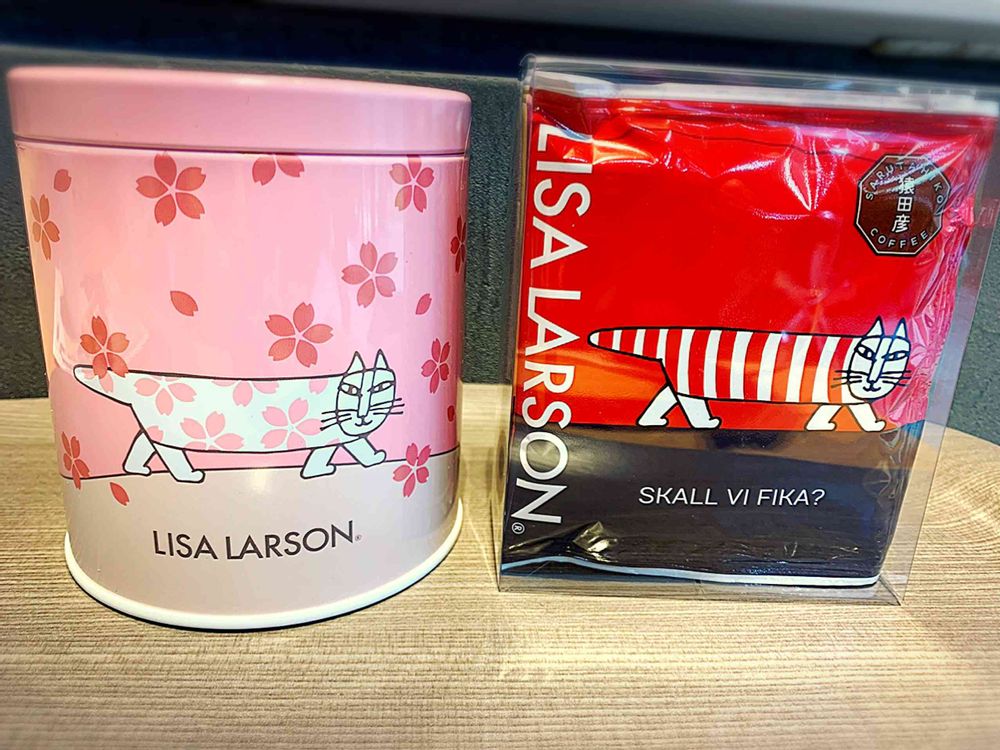 LISA LARSON®
LISA LARSON®
SARUTAHIKO
猿田彦
COFFEE
SKALL VI FIKA?